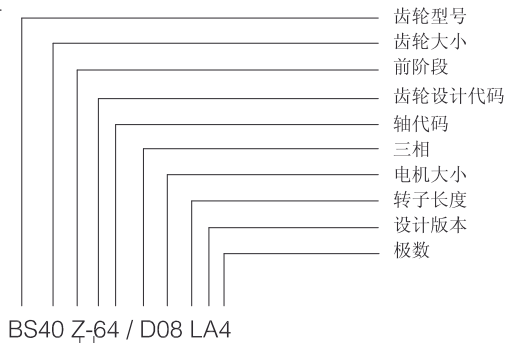 齿轮型号
齿轮大小
前阶段
齿轮设计代码
轴代码
三相
电机大小
转子长度
设计版本
极数
BS40 Z-64 / D08 LA4